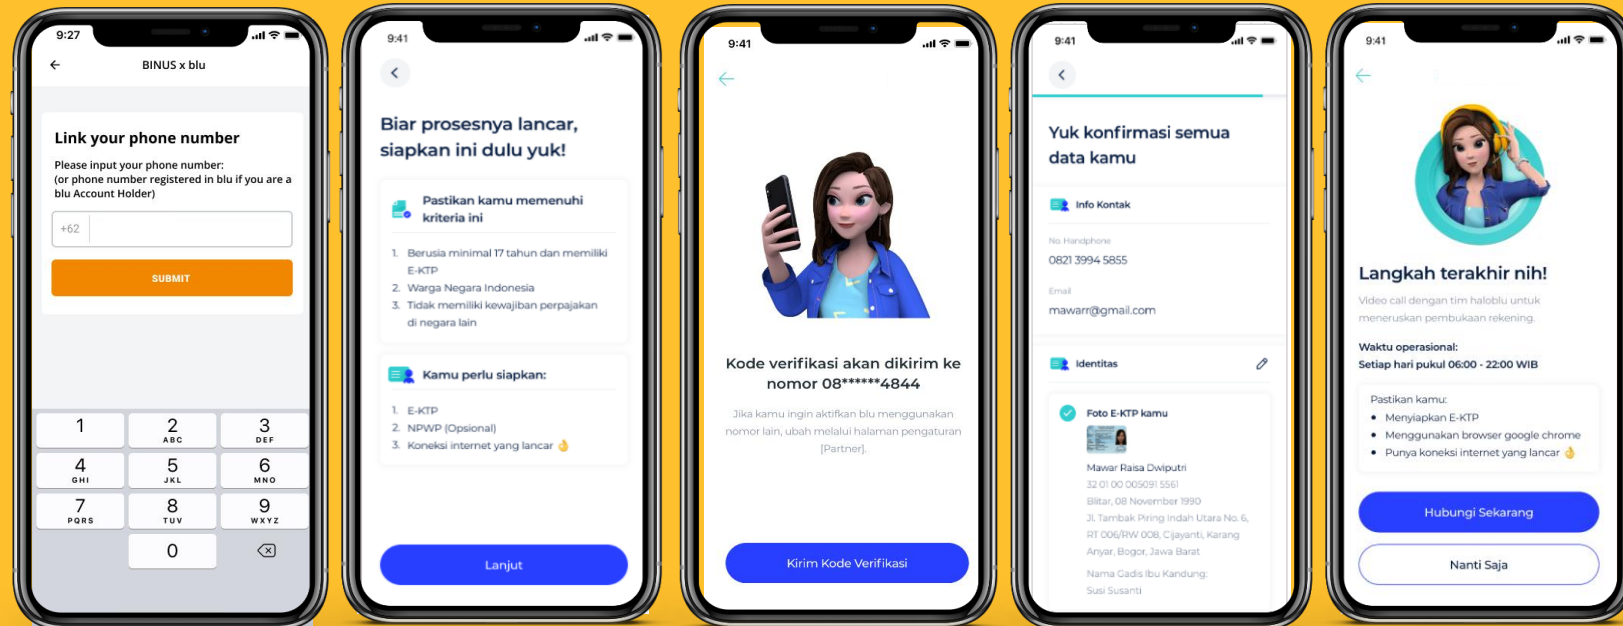 9:27
BINUS x blu
Link your phone number
Please input your phone number:
(or phone number registered in blu if you are a
blu Account Holder)
+62
SUBMIT
1
2
ABC
3
DEF
4
GHI
5
JKL
6
MNO
7
PQRS
8
TUV
9
WXYZ
0
9:41
Biar prosesnya lancar,
siapkan ini dulu yuk!
Pastikan kamu memenuhi
kriteria ini
1. Berusia minimal 17 tahun dan memiliki
E-KTP
2. Warga Negara Indonesia
3. Tidak memiliki kewajiban perpajakan
di negara lain
Kamu perlu siapkan:
1. E-KTP
2. NPWP (Opsional)
3. Koneksi internet yang lancar 👌
Lanjut
9:41
Kode verifikasi akan dikirim ke
nomor 08******4844
Jika kamu ingin aktifkan blu menggunakan
nomor lain, ubah melalui halaman pengaturan
[Partner].
Kirim Kode Verifikasi
9:41
Yuk konfirmasi semua
data kamu
Info Kontak
No. Handphone
0821 3994 5855
Email
mawarr@gmail.com
Identitas
Foto E-KTP kamu
Mawar Raisa Dwiputri
32 01 00 005091 5561
Blitar, 08 November 1990
Jl. Tambak Piring Indah Utara No. 6,
RT 006/RW 008, Cijayanti, Karang
Anyar, Bogor, Jawa Barat
Nama Gadis Ibu Kandung:
Susi Susanti
9:41
Langkah terakhir nih!
Video call dengan tim haloblu untuk
meneruskan pembukaan rekening.
Waktu operasional:
Setiap hari pukul 06:00 - 22:00 WIB
Pastikan kamu:
• Menyiapkan E-KTP
• Menggunakan browser google chrome
• Punya koneksi internet yang lancar 👌
Hubungi Sekarang
Nanti Saja